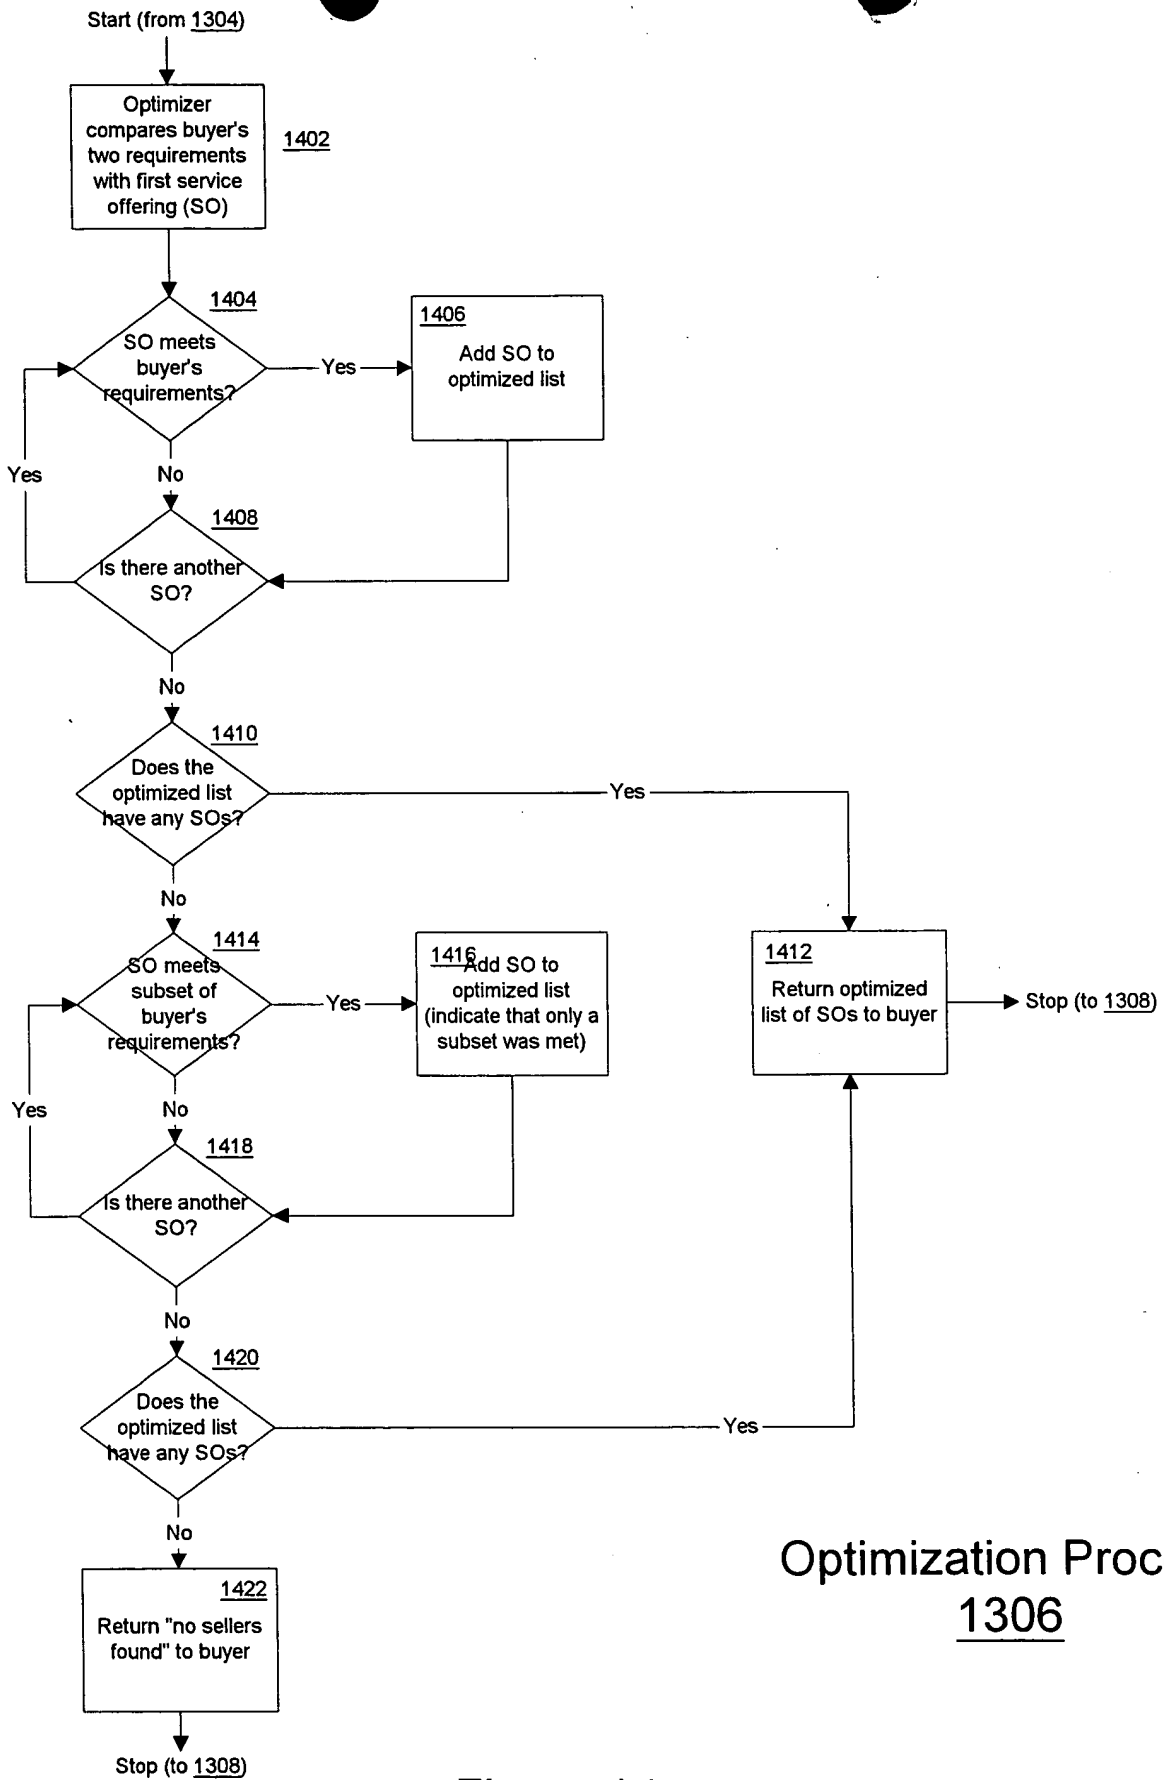 Start (from 1304)
Optimizer
compares buyer's
two requirements
with first service
offering (SO)
1402
1404
SO meets
buyer's
requirements?
Yes
1406
Add SO to
optimized list
Yes
No
1408
Is there another
SO?
No
1410
Does the
optimized list
have any SOs?
Yes
No
1414
SO meets
subset of
buyer's
requirements?
Yes
1416
Add SO to
optimized list
(indicate that only a
subset was met)
1412
Return optimized
list of SOs to buyer
Stop (to 1308)
Yes
No
1418
Is there another
SO?
No
1420
Does the
optimized list
have any SOs?
Yes
No
1422
Return "no sellers
found" to buyer
Stop (to 1308)
Optimization Proc
1306